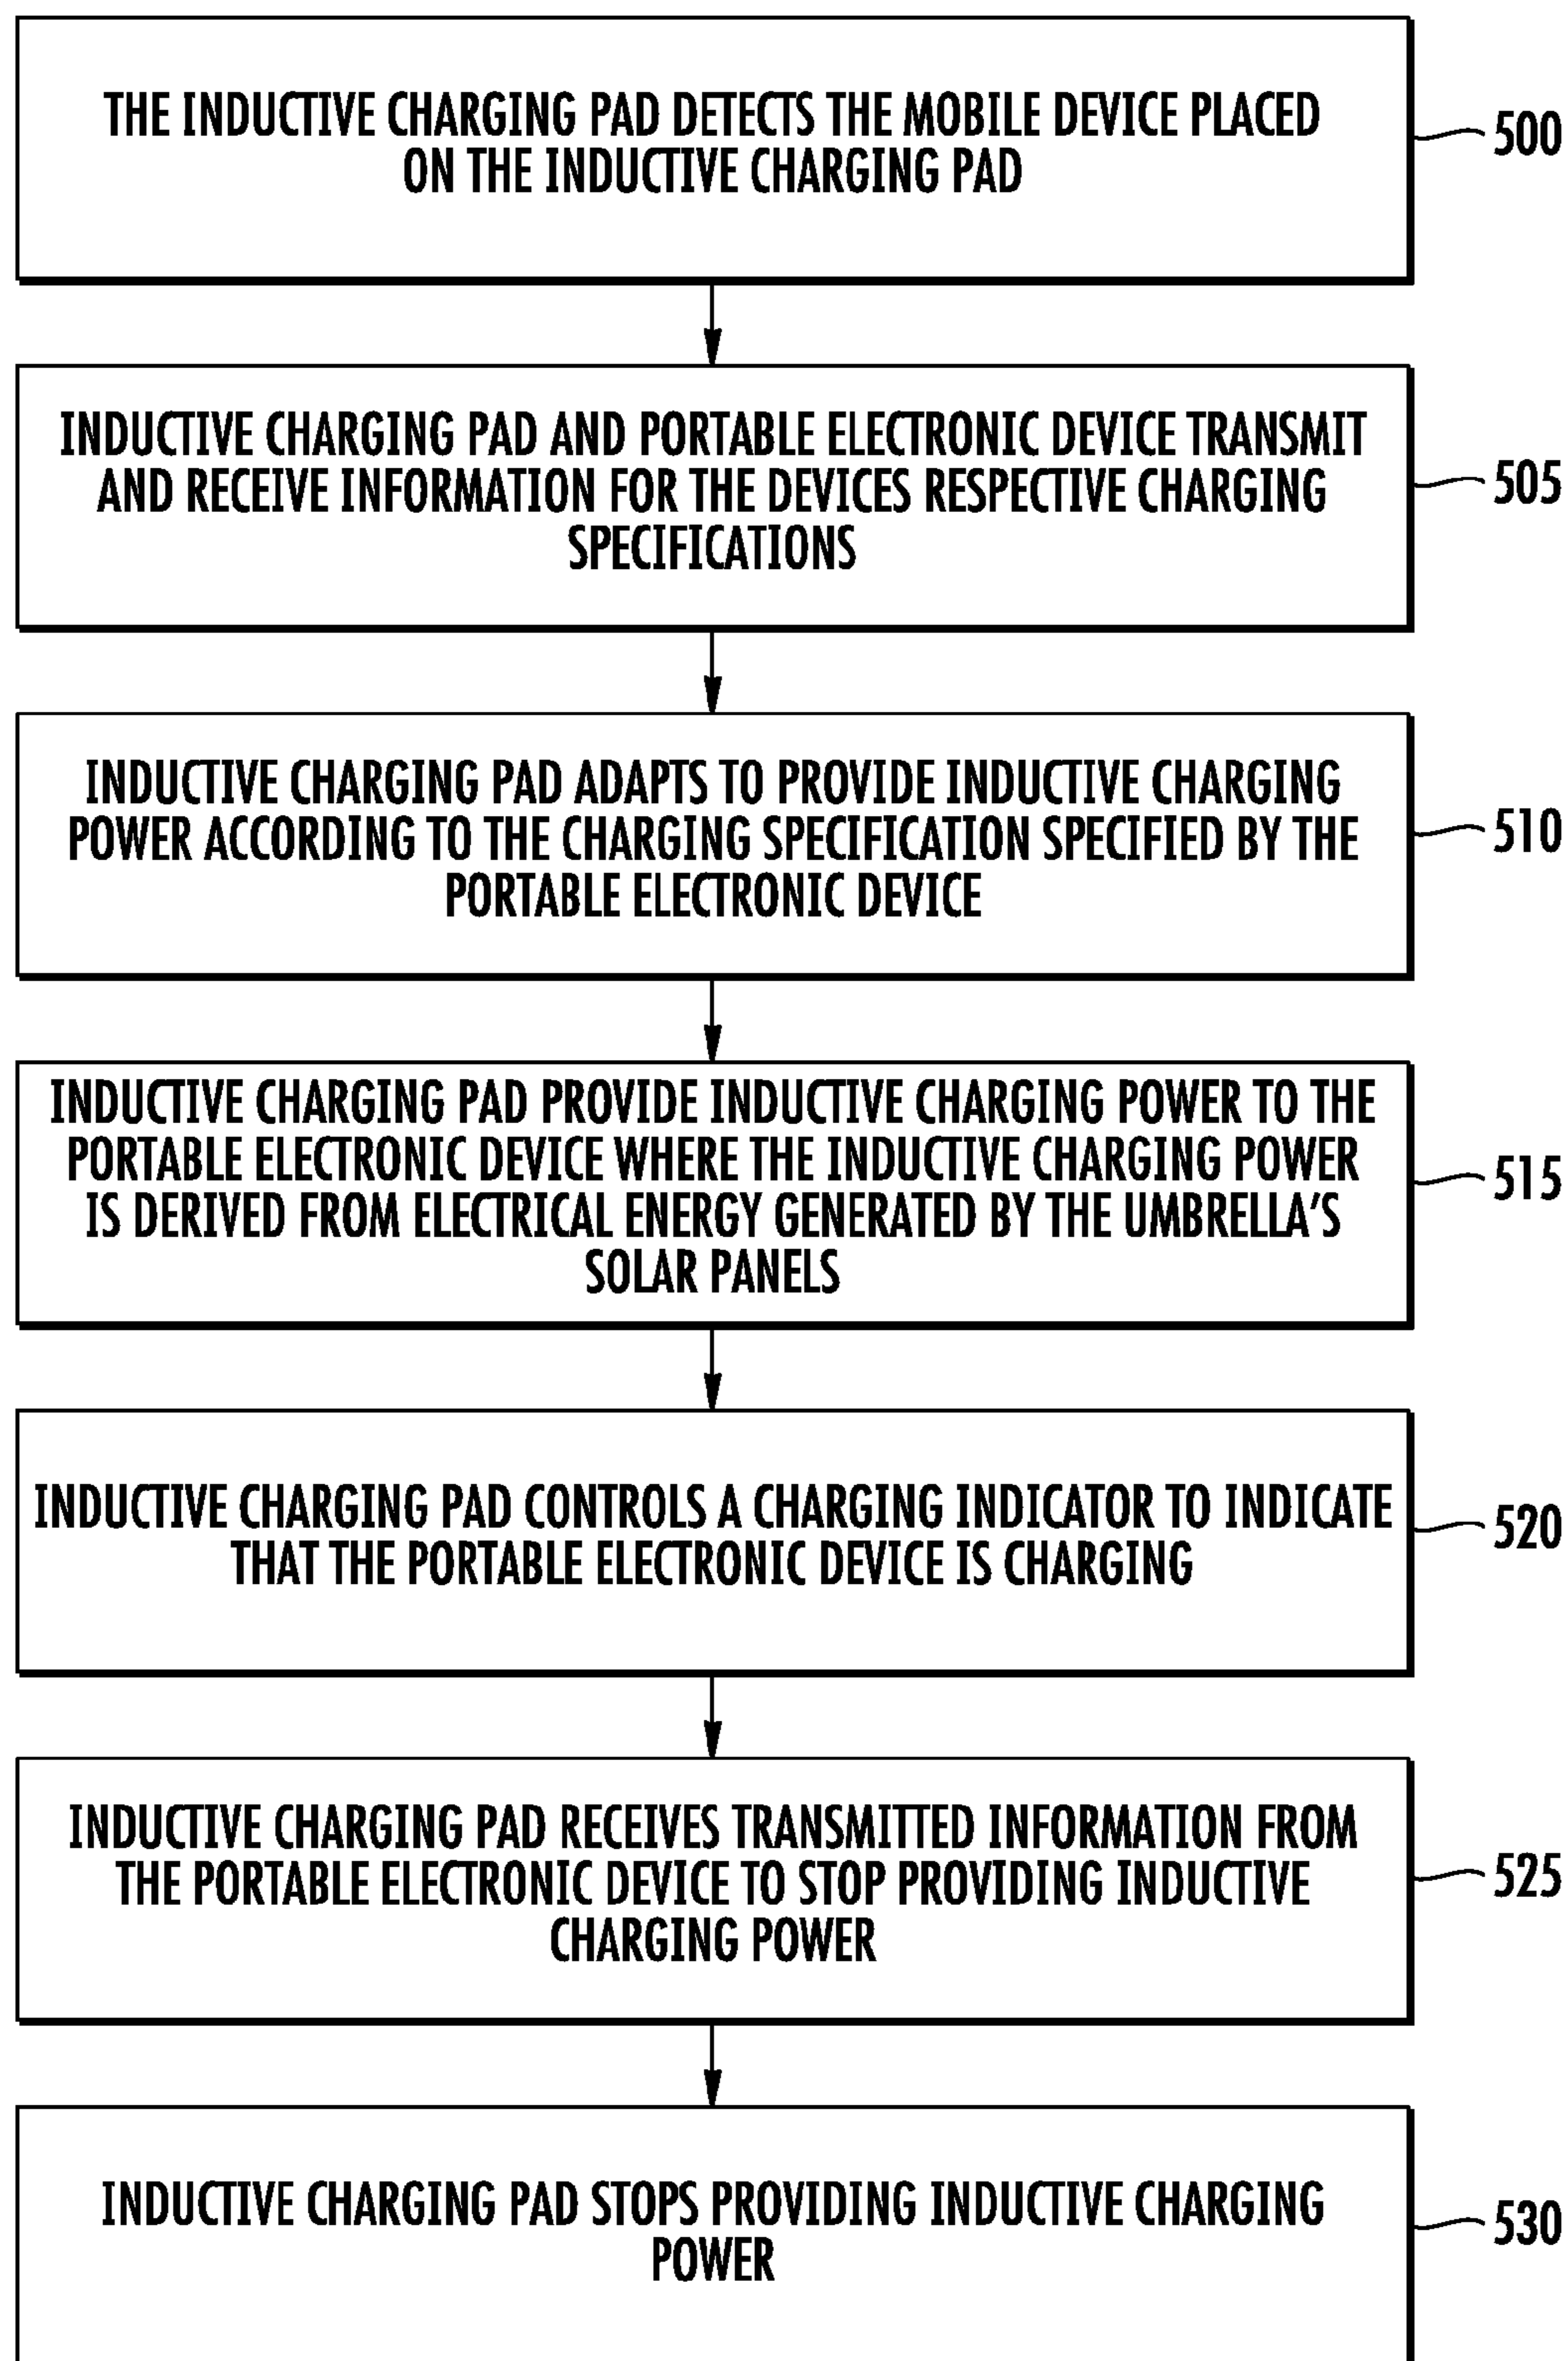 THE INDUCTIVE CHARGING PAD DETECTS THE MOBILE DEVICE PLACED
ON THE INDUCTIVE CHARGING PAD
500
INDUCTIVE CHARGING PAD AND PORTABLE ELECTRONIC DEVICE TRANSMIT
AND RECEIVE INFORMATION FOR THE DEVICES RESPECTIVE CHARGING
SPECIFICATIONS
505
INDUCTIVE CHARGING PAD ADAPTS TO PROVIDE INDUCTIVE CHARGING
POWER ACCORDING TO THE CHARGING SPECIFICATION SPECIFIED BY THE
PORTABLE ELECTRONIC DEVICE
510
INDUCTIVE CHARGING PAD PROVIDE INDUCTIVE CHARGING POWER TO THE
PORTABLE ELECTRONIC DEVICE WHERE THE INDUCTIVE CHARGING POWER
IS DERIVED FROM ELECTRICAL ENERGY GENERATED BY THE UMBRELLA'S
SOLAR PANELS
515
INDUCTIVE CHARGING PAD CONTROLS A CHARGING INDICATOR TO INDICATE
THAT THE PORTABLE ELECTRONIC DEVICE IS CHARGING
520
INDUCTIVE CHARGING PAD RECEIVES TRANSMITTED INFORMATION FROM
THE PORTABLE ELECTRONIC DEVICE TO STOP PROVIDING INDUCTIVE
CHARGING POWER
525
INDUCTIVE CHARGING PAD STOPS PROVIDING INDUCTIVE CHARGING
POWER
530